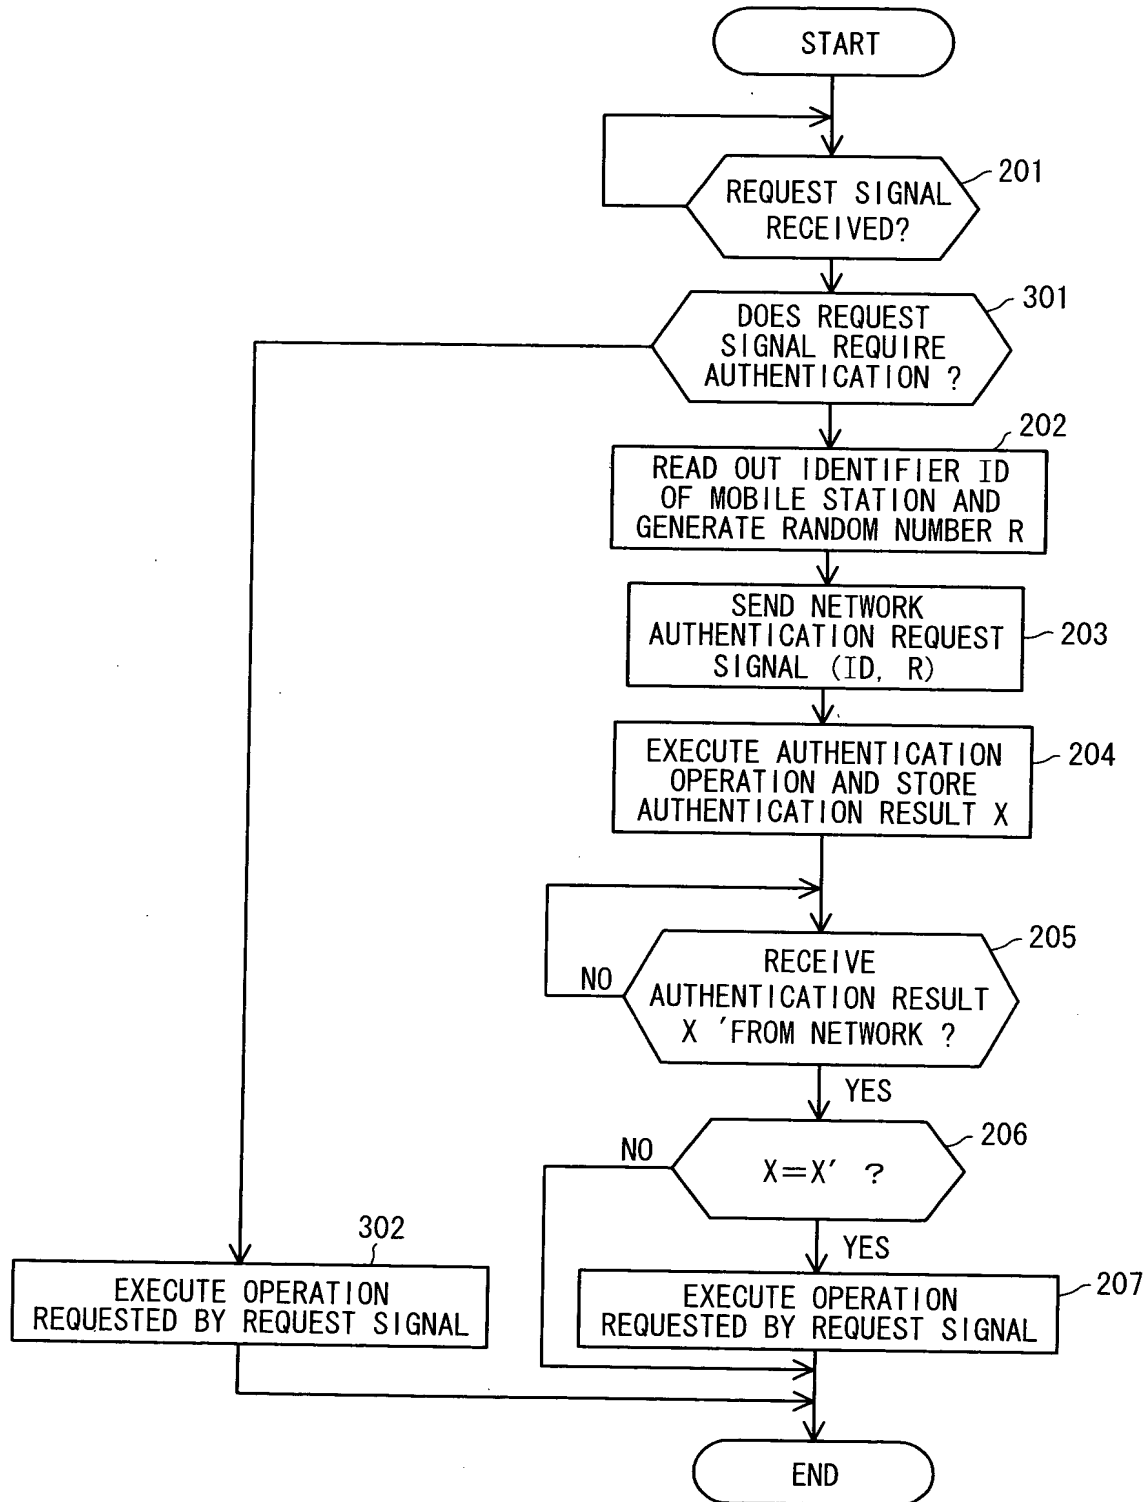 START
REQUEST SIGNAL
RECEIVED?
201
DOES REQUEST
SIGNAL REQUIRE
AUTHENTICATION ?
301
202
READ OUT IDENTIFIER ID
OF MOBILE STATION AND
GENERATE RANDOM NUMBER R
SEND NETWORK
AUTHENTICATION REQUEST
SIGNAL (ID, R)
203
EXECUTE AUTHENTICATION
OPERATION AND STORE
AUTHENTICATION RESULT X
204
RECEIVE
AUTHENTICATION RESULT
X 'FROM NETWORK ?
205
NO
YES
X=X' ?
206
NO
YES
302
EXECUTE OPERATION
REQUESTED BY REQUEST SIGNAL
EXECUTE OPERATION
REQUESTED BY REQUEST SIGNAL
207
END